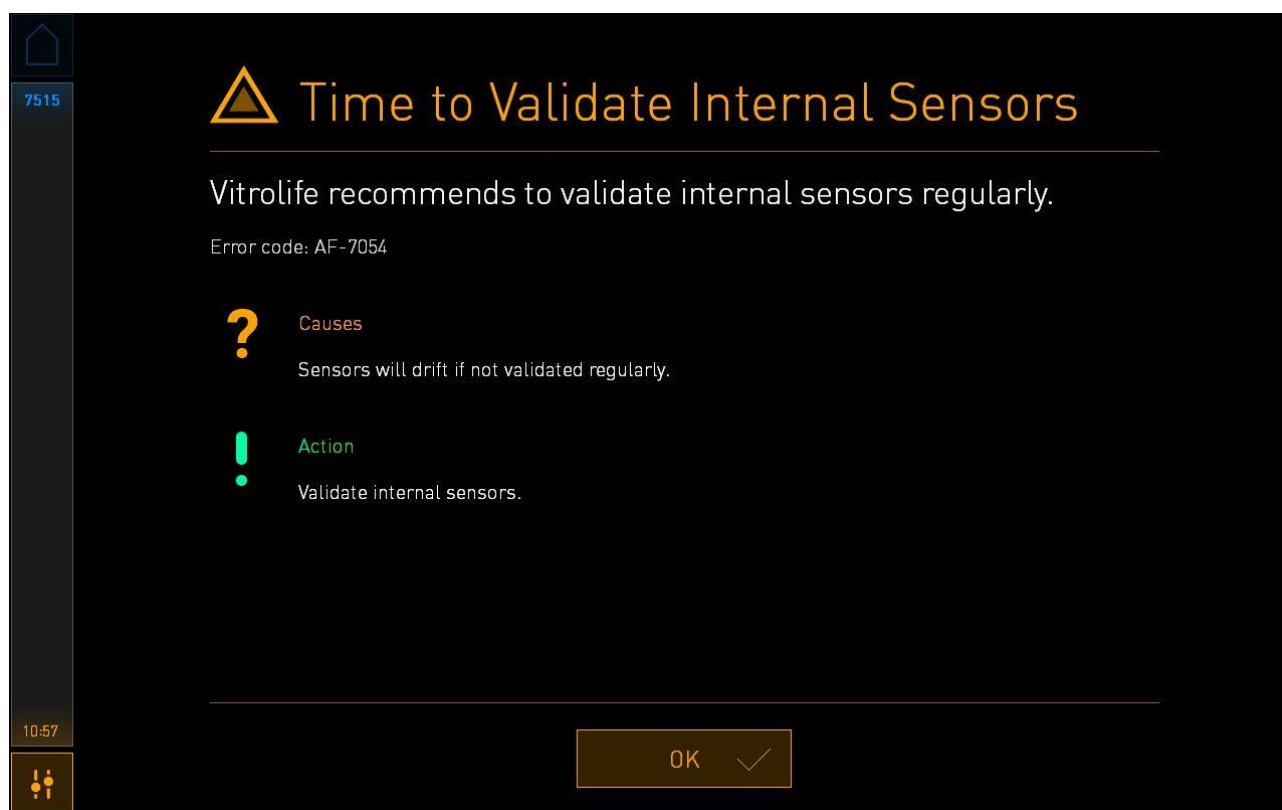 7515
Time to Validate Internal Sensors
Vitrolife recommends to validate internal sensors regularly.
Error code: AF-7054
Causes
Sensors will drift if not validated regularly.
Action
Validate internal sensors.
10:57
OK